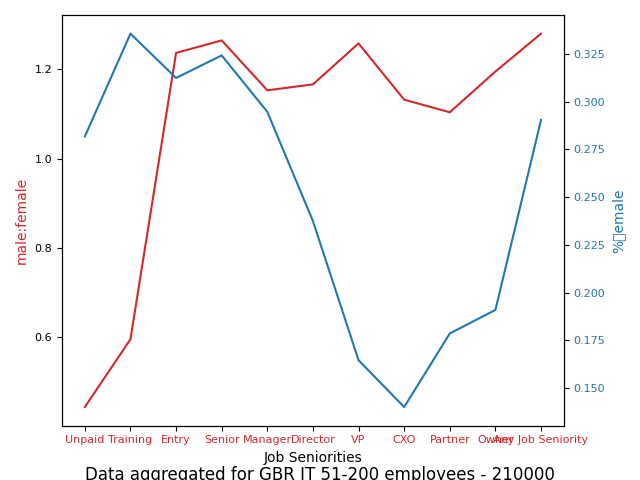 1.2
1.0
0.8
0.6
male:female
0.325
0.300
0.275
0.250
0.225
0.200
0.175
0.150
%▯emale
Unpaid Training Entry Senior Manager Director VP CXO Partner Owner Any Job Seniority
Job Seniorities
Data aggregated for GBR IT 51-200 employees - 210000